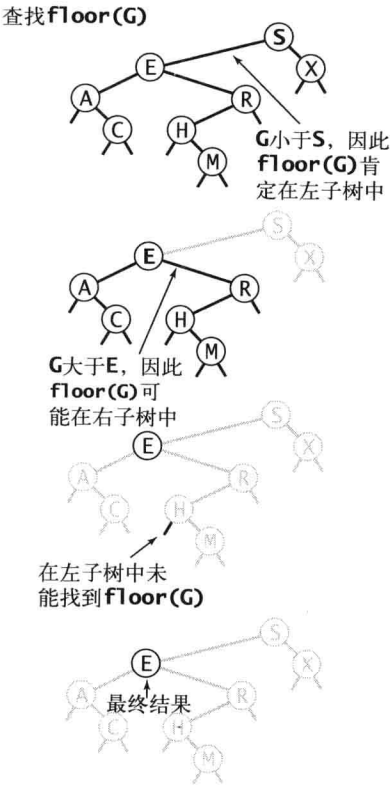 查找floor(G)
S
E
X
A
R
C
H
M
G小于S，因此
floor(G)肯
定在左子树中
S
E
X
A
R
C
H
M
G大于E，因此
floor(G)可
能在右子树中
S
E
X
A
R
C
H
M
在左子树中未
能找到floor(G)
S
E
X
A
R
最终结果
C
H
M